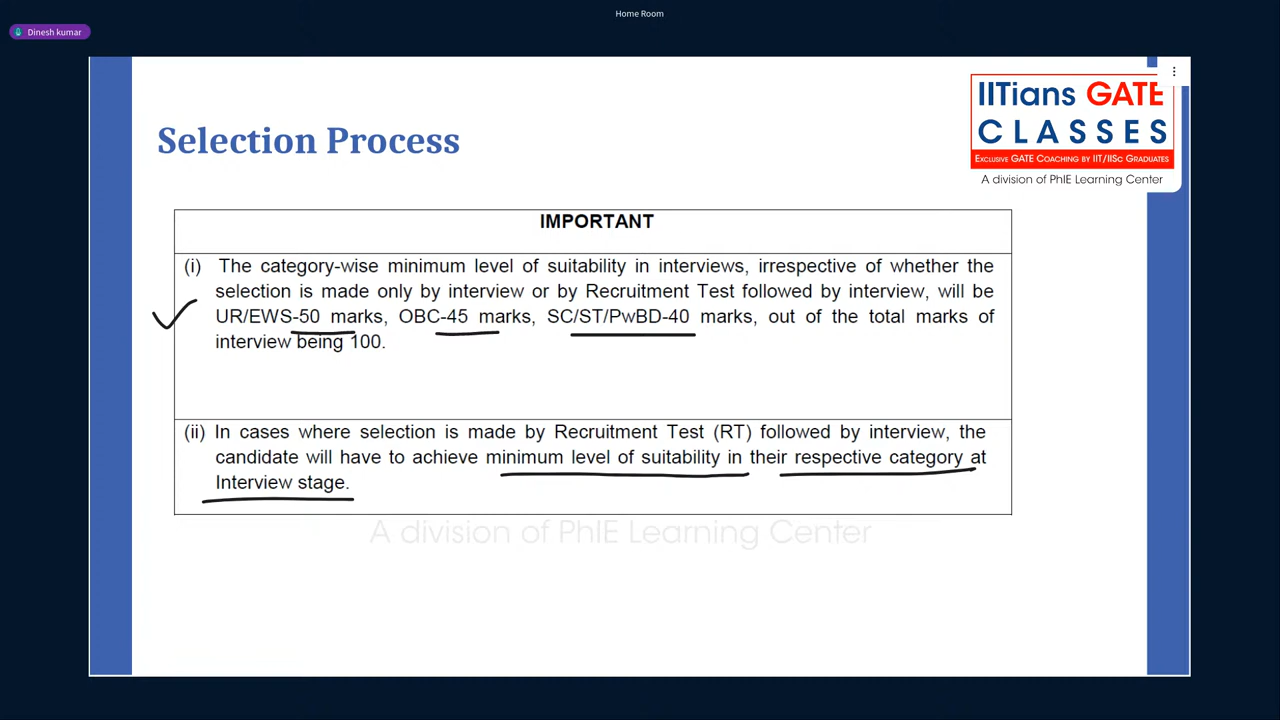 Home Room
Dinesh kumar
IITians GATE
CLASSES
EXCLUSIVE GATE COACHING BY IIT/IISc GRADUATES
A division of PhIE Learning Center
Selection Process
IMPORTANT
(i) The category-wise minimum level of suitability in interviews, irrespective of whether the
selection is made only by interview or by Recruitment Test followed by interview, will be
UR/EWS-50 marks, OBC-45 marks, SC/ST/PwBD-40 marks, out of the total marks of
interview being 100.
(ii) In cases where selection is made by Recruitment Test (RT) followed by interview, the
candidate will have to achieve minimum level of suitability in their respective category at
Interview stage.
A division of PhIE Learning Center